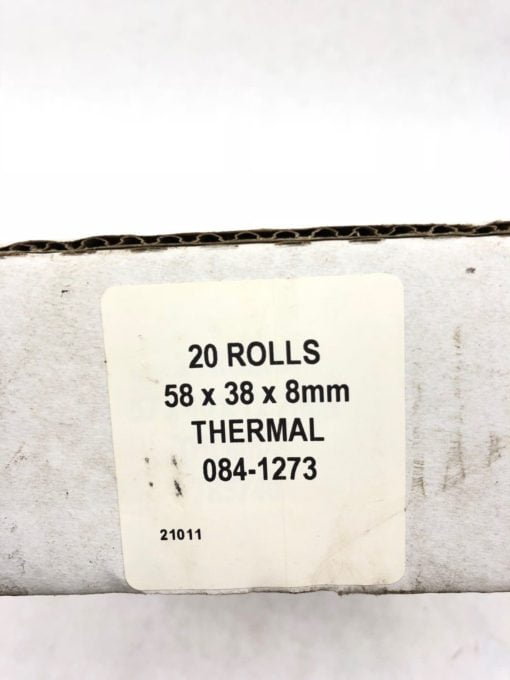 20 ROLLS
58 x 38 x 8mm
THERMAL
084-1273
21011